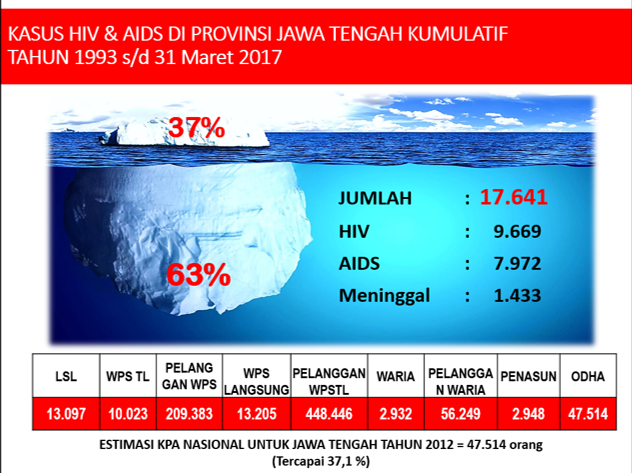 KASUS HIV & AIDS DI PROVINSI JAWA TENGAH KUMULATIF
TAHUN 1993 s/d 31 Maret 2017
37%
63%
JUMLAH : 17.641
HIV : 9.669
AIDS : 7.972
Meninggal : 1.433
LSL WPS TL PELANG GAN WPS WPS LANGSUNG PELANGGAN WPSTL WARIA PELANGGA N WARIA PENASUN ODHA
13.097 10.023 209.383 13.205 448.446 2.932 56.249 2.948 47.514
ESTIMASI KPA NASIONAL UNTUK JAWA TENGAH TAHUN 2012 = 47.514 orang
(Tercapai 37,1 %)